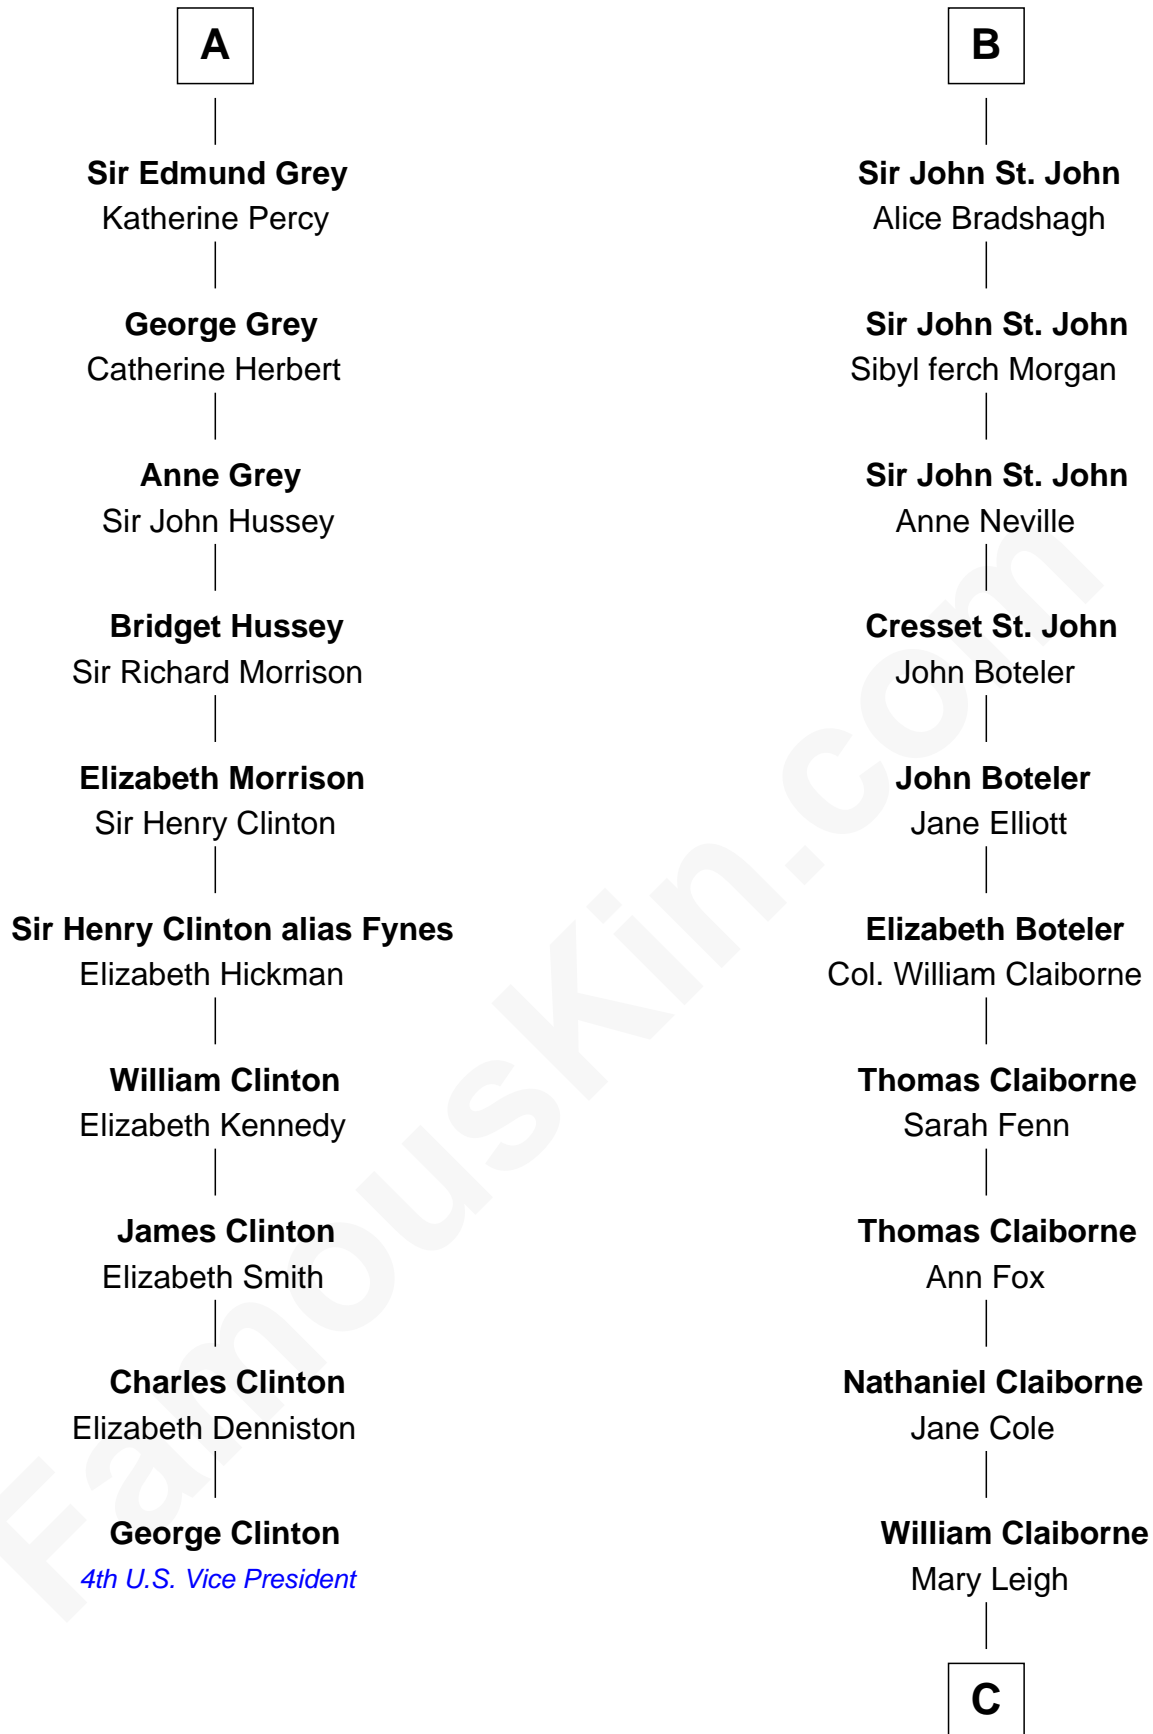 A
Sir Edmund Grey
Katherine Percy
George Grey
Catherine Herbert
Anne Grey
Sir John Hussey
Bridget Hussey
Sir Richard Morrison
Elizabeth Morrison
Sir Henry Clinton
Sir Henry Clinton alias Fynes
Elizabeth Hickman
William Clinton
Elizabeth Kennedy
James Clinton
Elizabeth Smith
Charles Clinton
Elizabeth Denniston
George Clinton
4th U.S. Vice President
B
Sir John St. John
Alice Bradshagh
Sir John St. John
Sibyl ferch Morgan
Sir John St. John
Anne Neville
Cresset St. John
John Boteler
John Boteler
Jane Elliott
Elizabeth Boteler
Col. William Claiborne
Thomas Claiborne
Sarah Fenn
Thomas Claiborne
Ann Fox
Nathaniel Claiborne
Jane Cole
William Claiborne
Mary Leigh
C
FamousKin.com